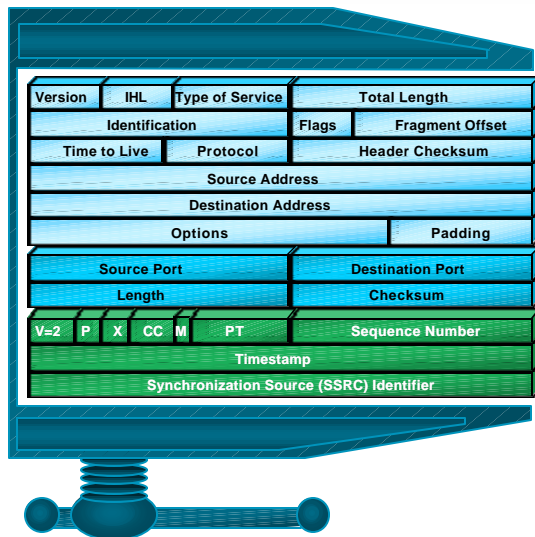 Version IHL Type of Service Total Length
Identification Flags Fragment Offset
Time to Live Protocol Header Checksum
Source Address
Destination Address
Options Padding
Source Port Destination Port
Length Checksum
V=2 P X CC M PT Sequence Number
Timestamp
Synchronization Source (SSRC) Identifier